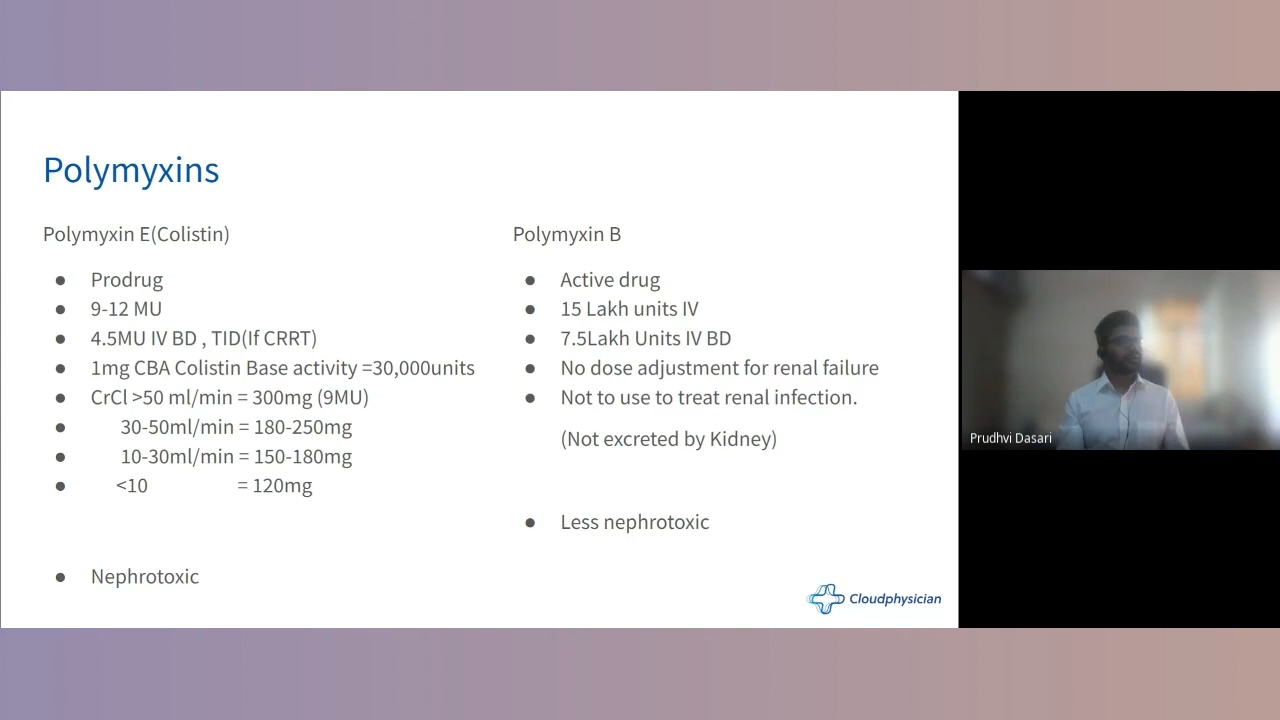 Polymyxins
Polymyxin E(Colistin)
● Prodrug
● 9-12 MU
● 4.5MU IV BD , TID(If CRRT)
● 1mg CBA Colistin Base activity =30,000units
● CrCl >50 ml/min = 300mg (9MU)
● 30-50ml/min = 180-250mg
● 10-30ml/min = 150-180mg
● <10 = 120mg
● Nephrotoxic
Polymyxin B
● Active drug
● 15 Lakh units IV
● 7.5Lakh Units IV BD
● No dose adjustment for renal failure
● Not to use to treat renal infection.
(Not excreted by Kidney)
● Less nephrotoxic
Cloudphysician
Prudhvi Dasari